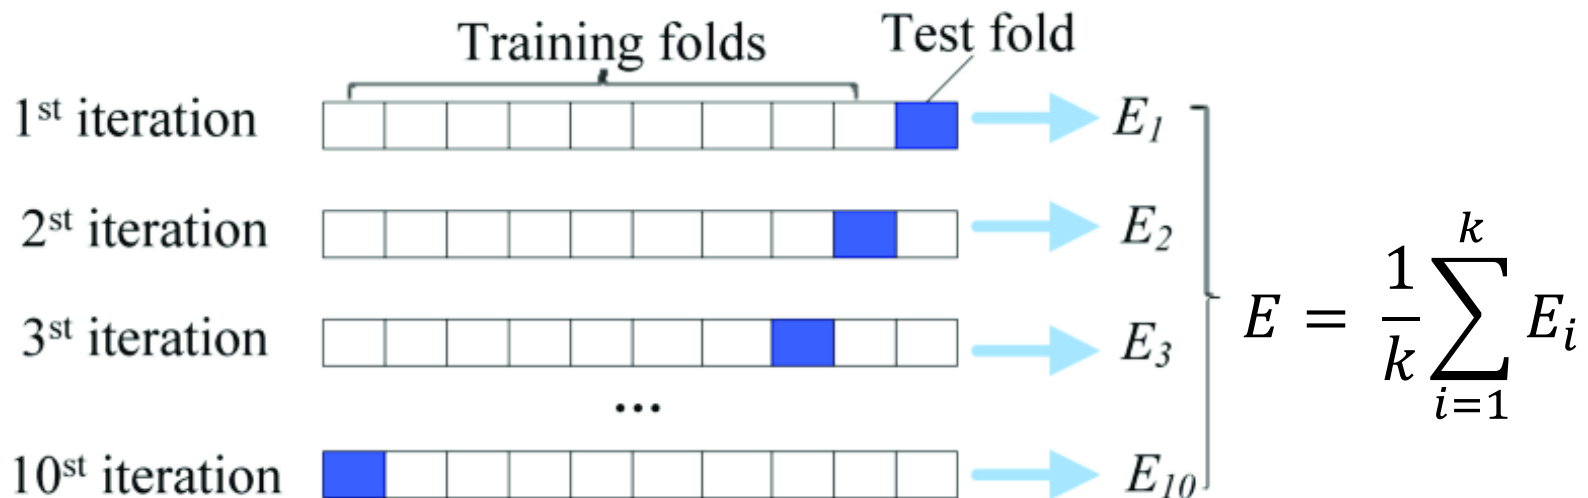 Training folds Test fold
1st iteration E1
2st iteration E2
3st iteration E3
...
10st iteration E10
E = 1/k ∑_{i=1}^{k} E_i